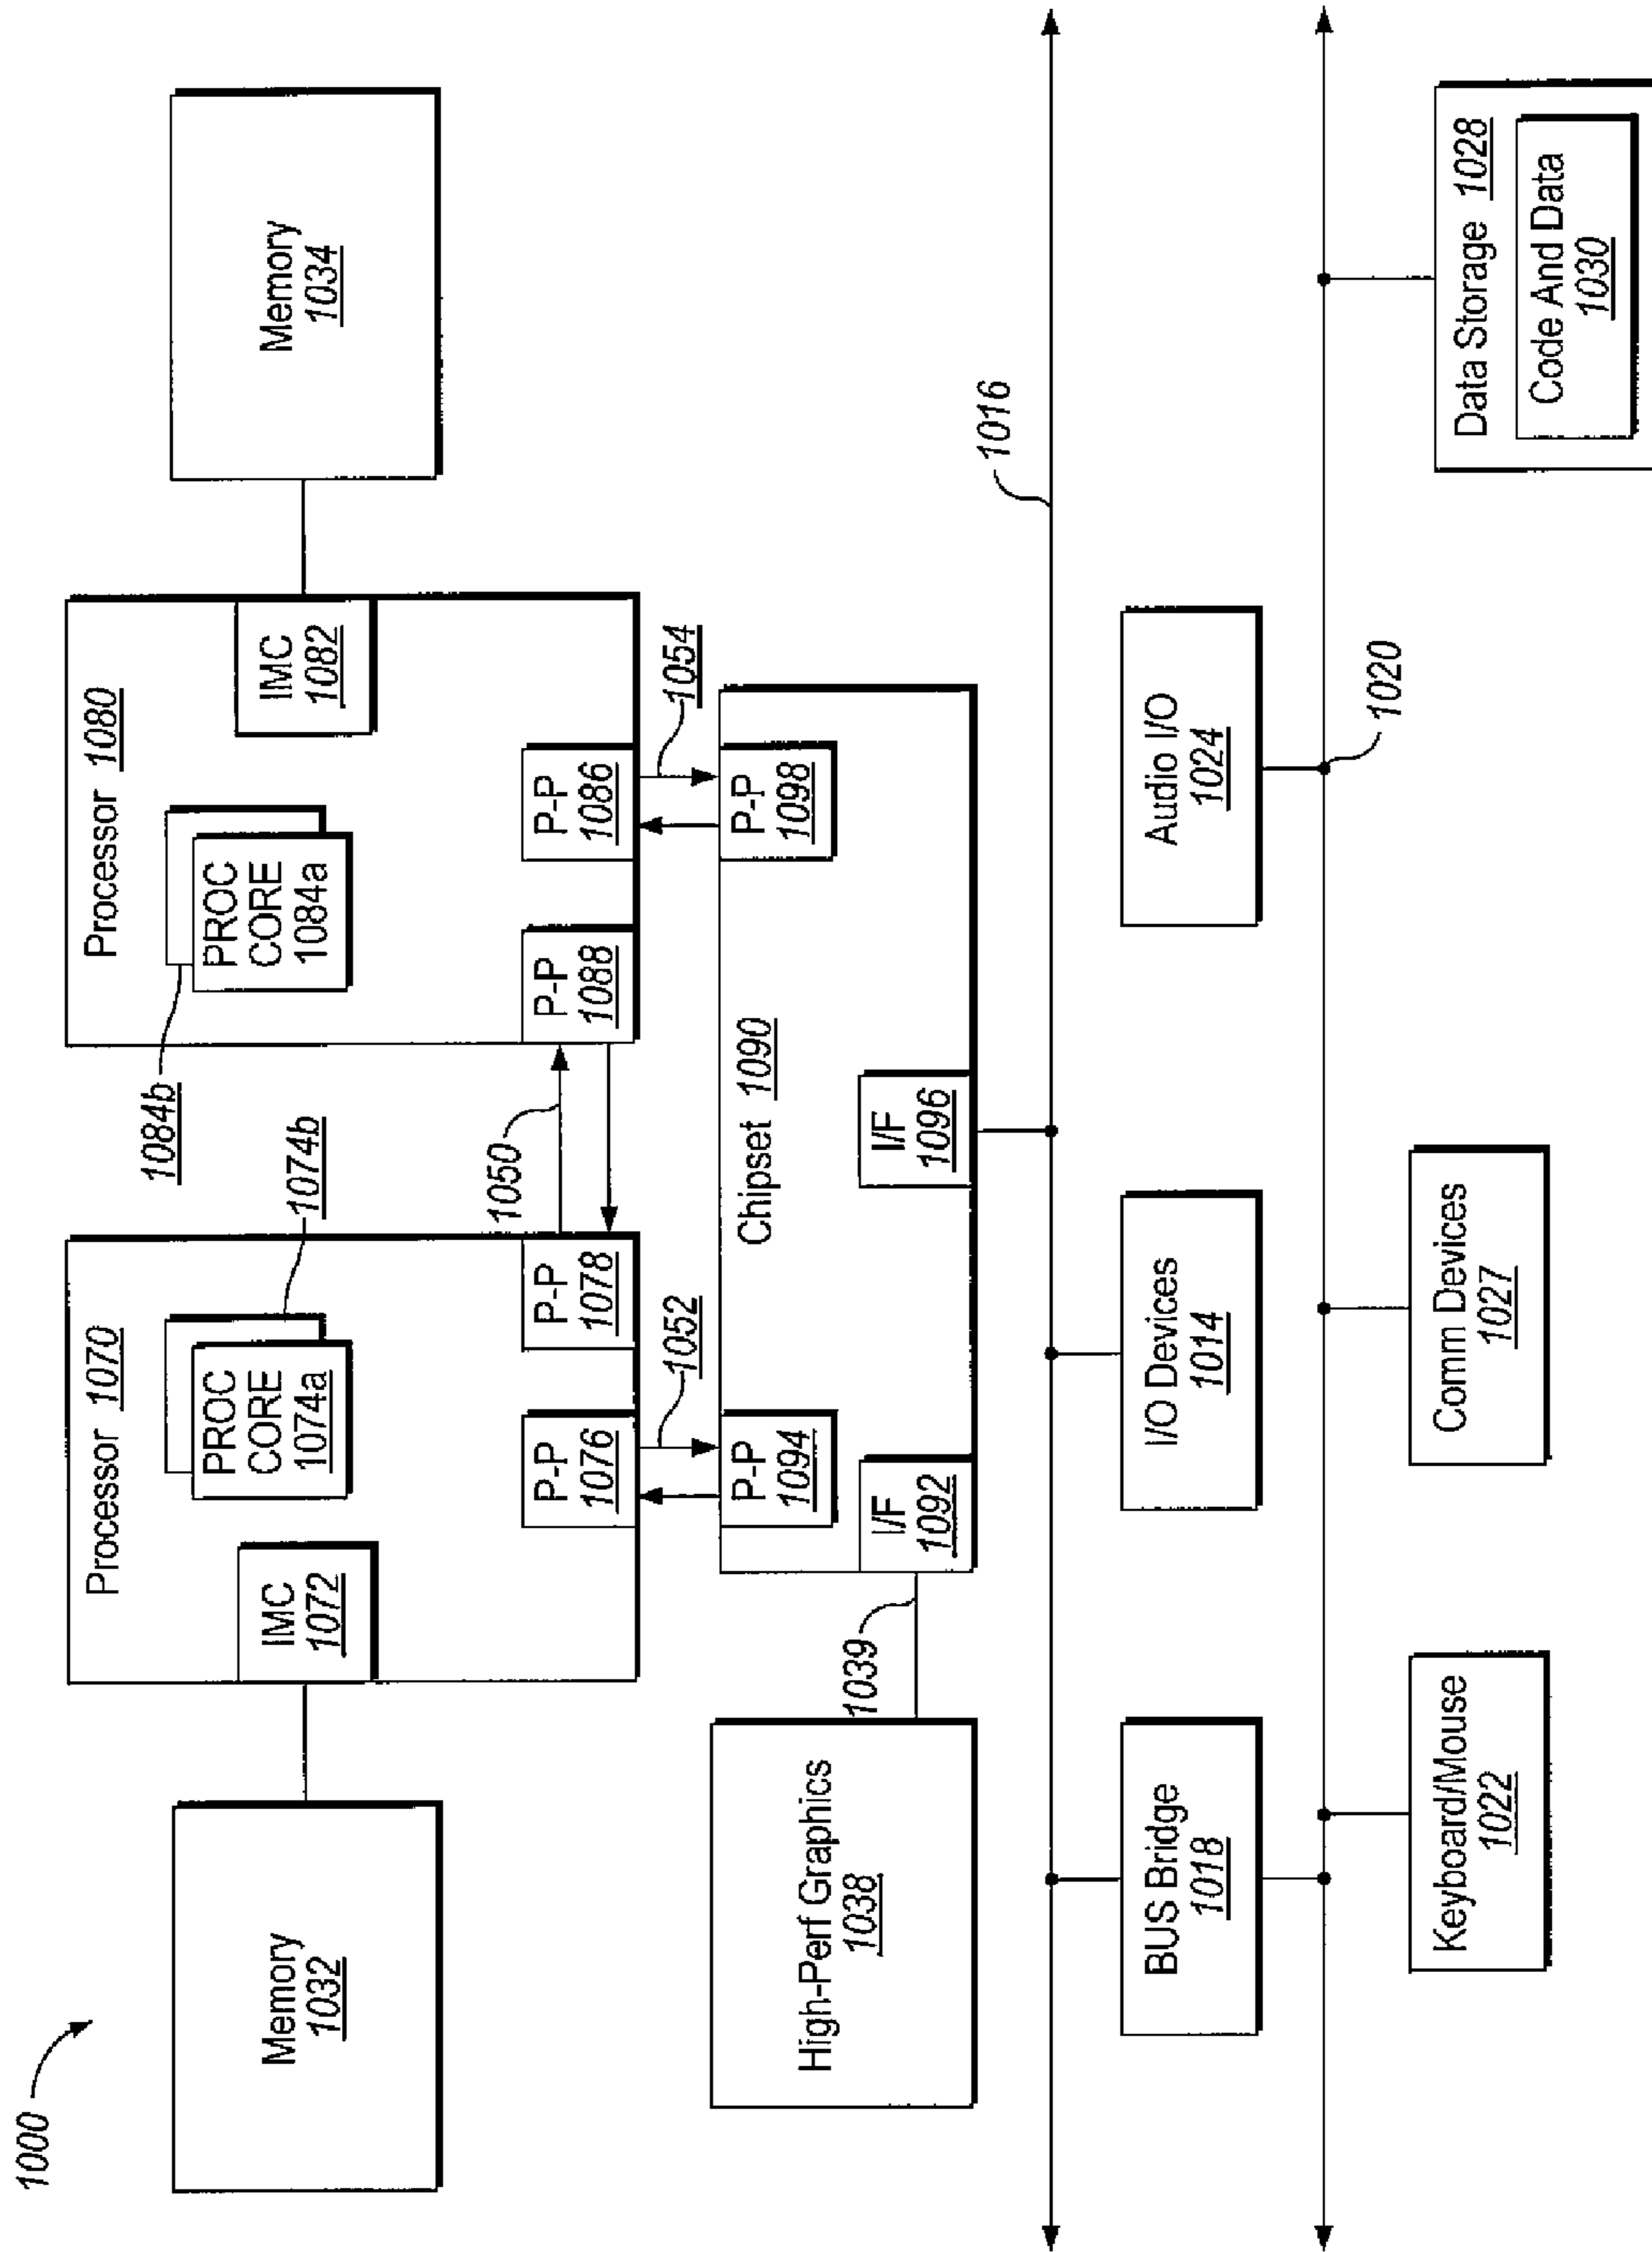 1000
Memory
1032
Processor 1070
IMC
1072
PROC
CORE
1074a
1074b
P-P
1076
P-P
1078
1050
Processor 1080
PROC
CORE
1084a
1084b
IMC
1082
P-P
1088
P-P
1086
Memory
1034
1052
1054
High-Perf Graphics
1038
1039
Chipset 1090
P-P
1094
P-P
1098
I/F
1092
I/F
1096
1016
BUS Bridge
1018
I/O Devices
1014
Audio I/O
1024
1020
Keyboard/Mouse
1022
Comm Devices
1027
Data Storage 1028
Code And Data
1030